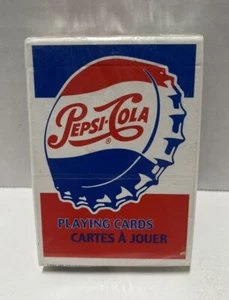 PEPSI-COLA
®
PLAYING CARDS
CARTES À JOUER